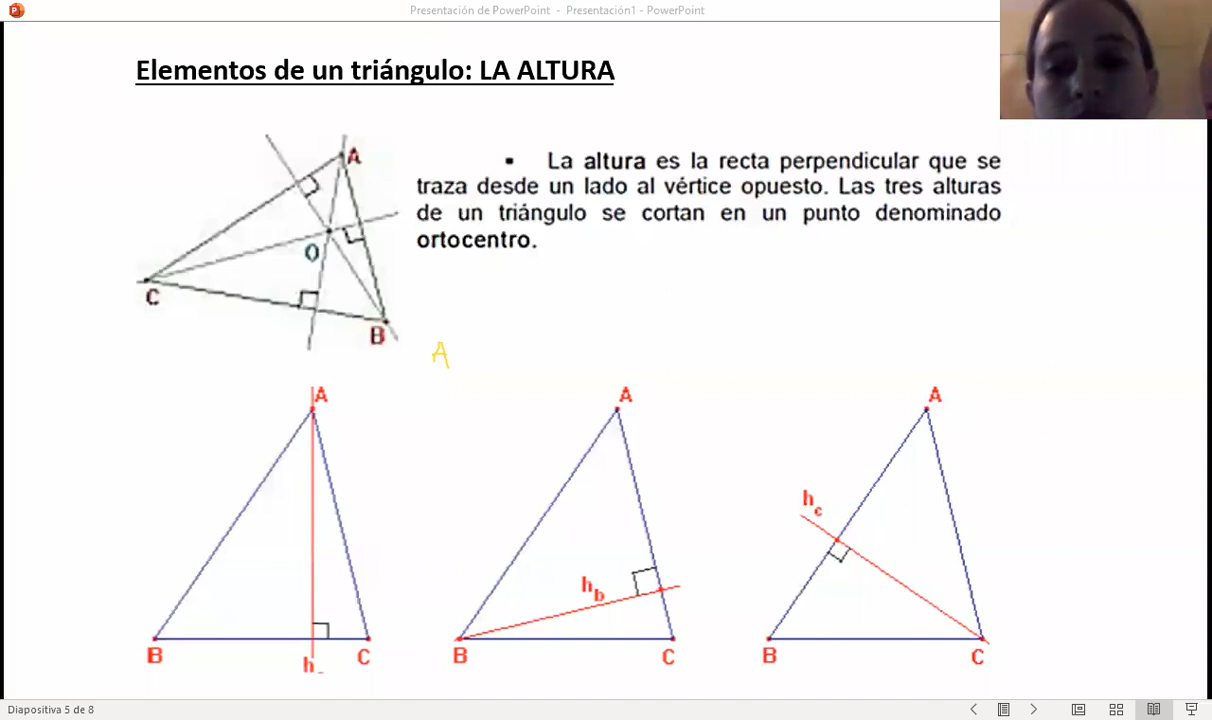 Presentación de PowerPoint - Presentación1 - PowerPoint
Elementos de un triángulo: LA ALTURA
▪ La altura es la recta perpendicular que se
traza desde un lado al vértice opuesto. Las tres alturas
de un triángulo se cortan en un punto denominado
ortocentro.
A
O
C
B
A
A
B
h
C
A
h b
B
C
A
h c
B
C
Diapositiva 5 de 8